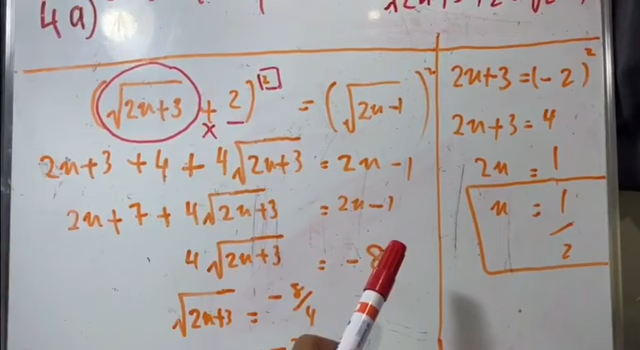 4a)
(√2x+3 + 2)² = (√2x-1)²
2x+3 + 4 + 4√2x+3 = 2x-1
2x+7 + 4√2x+3 = 2x-1
4√2x+3 = -8
√2x+3 = -8/4
2x+3 = (-2)²
2x+3 = 4
2x = 1
x = 1/2